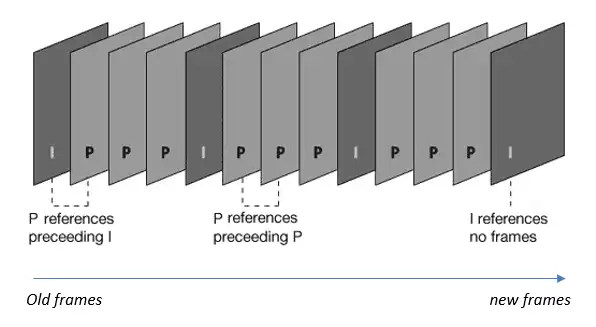 I P P P I P P P I P P P I
P references
preceeding I
P references
preceeding P
I references
no frames
Old frames
new frames